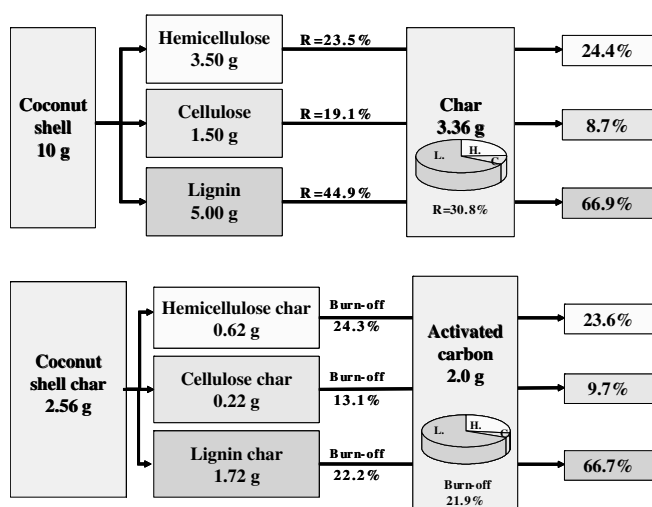 Hemicellulose
3.50 g
R=23.5%
24.4%
Coconut
shell
10 g
Cellulose
1.50 g
R=19.1%
Char
3.36 g
L.
H.
C
R=30.8%
8.7%
Lignin
5.00 g
R=44.9%
66.9%
Coconut
shell char
2.56 g
Hemicellulose char
0.62 g
Burn-off
24.3%
23.6%
Cellulose char
0.22 g
Burn-off
13.1%
Activated
carbon
2.0 g
L.
H.
C
Burn-off
21.9%
9.7%
Lignin char
1.72 g
Burn-off
22.2%
66.7%